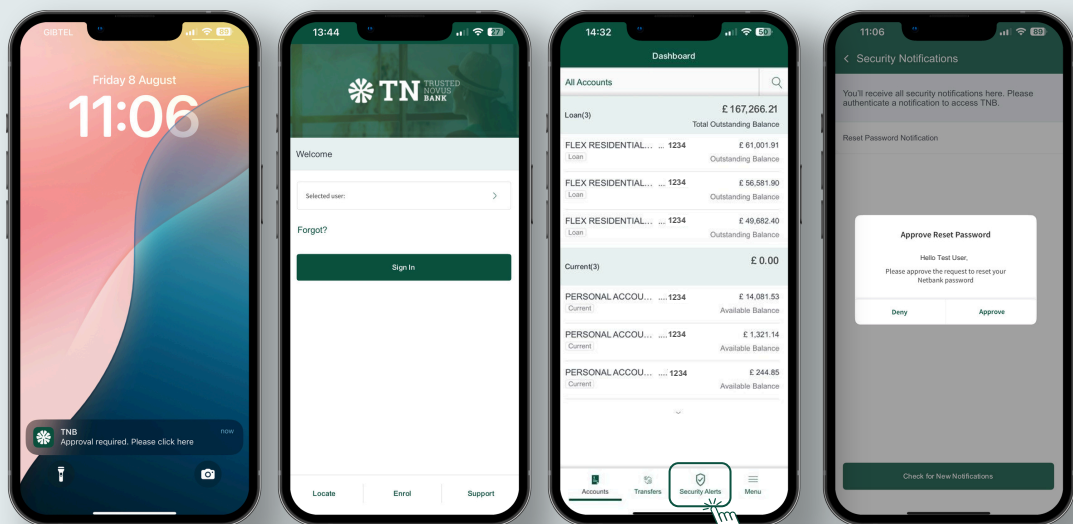 GIBTEL
89
Friday 8 August
11:06
TNB
now
Approval required. Please click here
13:44
27
TN TRUSTED
NOVUS
BANK
Welcome
Selected user:
Forgot?
Sign In
Locate Enrol Support
14:32
50
Dashboard
All Accounts
Loan(3)
£ 167,266.21
Total Outstanding Balance
FLEX RESIDENTIAL... ... 1234 £ 61,001.91
Loan Outstanding Balance
FLEX RESIDENTIAL... ... 1234 £ 56,581.90
Loan Outstanding Balance
FLEX RESIDENTIAL... ... 1234 £ 49,682.40
Loan Outstanding Balance
Current(3) £ 0.00
PERSONAL ACCOU... ....1234 £ 14,081.53
Current Available Balance
PERSONAL ACCOU... ....1234 £ 1,321.14
Current Available Balance
PERSONAL ACCOU... .... 1234 £ 244.85
Current Available Balance
Accounts Transfers Security Alerts Menu
11:06
89
< Security Notifications
You'll receive all security notifications here. Please
authenticate a notification to access TNB.
Reset Password Notification
Approve Reset Password
Hello Test User,
Please approve the request to reset your
Netbank password
Deny Approve
Check for New Notifications